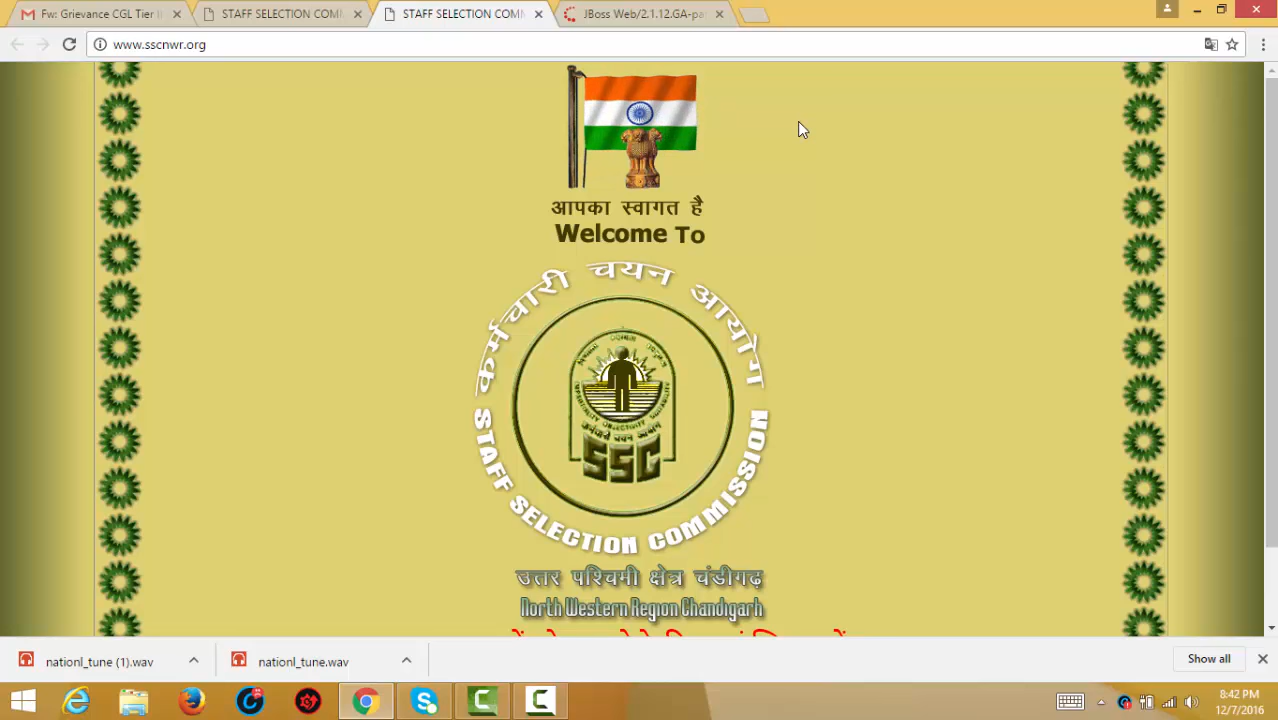 Fw: Grievance CGL Tier
STAFF SELECTION COM
STAFF SELECTION COM
JBoss Web/2.1.12.GA-pa
www.sscnwr.org
आपका स्वागत है
Welcome To
कर्मचारी चयन आयोग
SSC
STAFF SELECTION COMMISSION
उत्तर पश्चिमी क्षेत्र चंडीगढ़
North Western Region Chandigarh
nationl_tune (1).wav
nationl_tune.wav
Show all
8:42 PM
12/7/2016